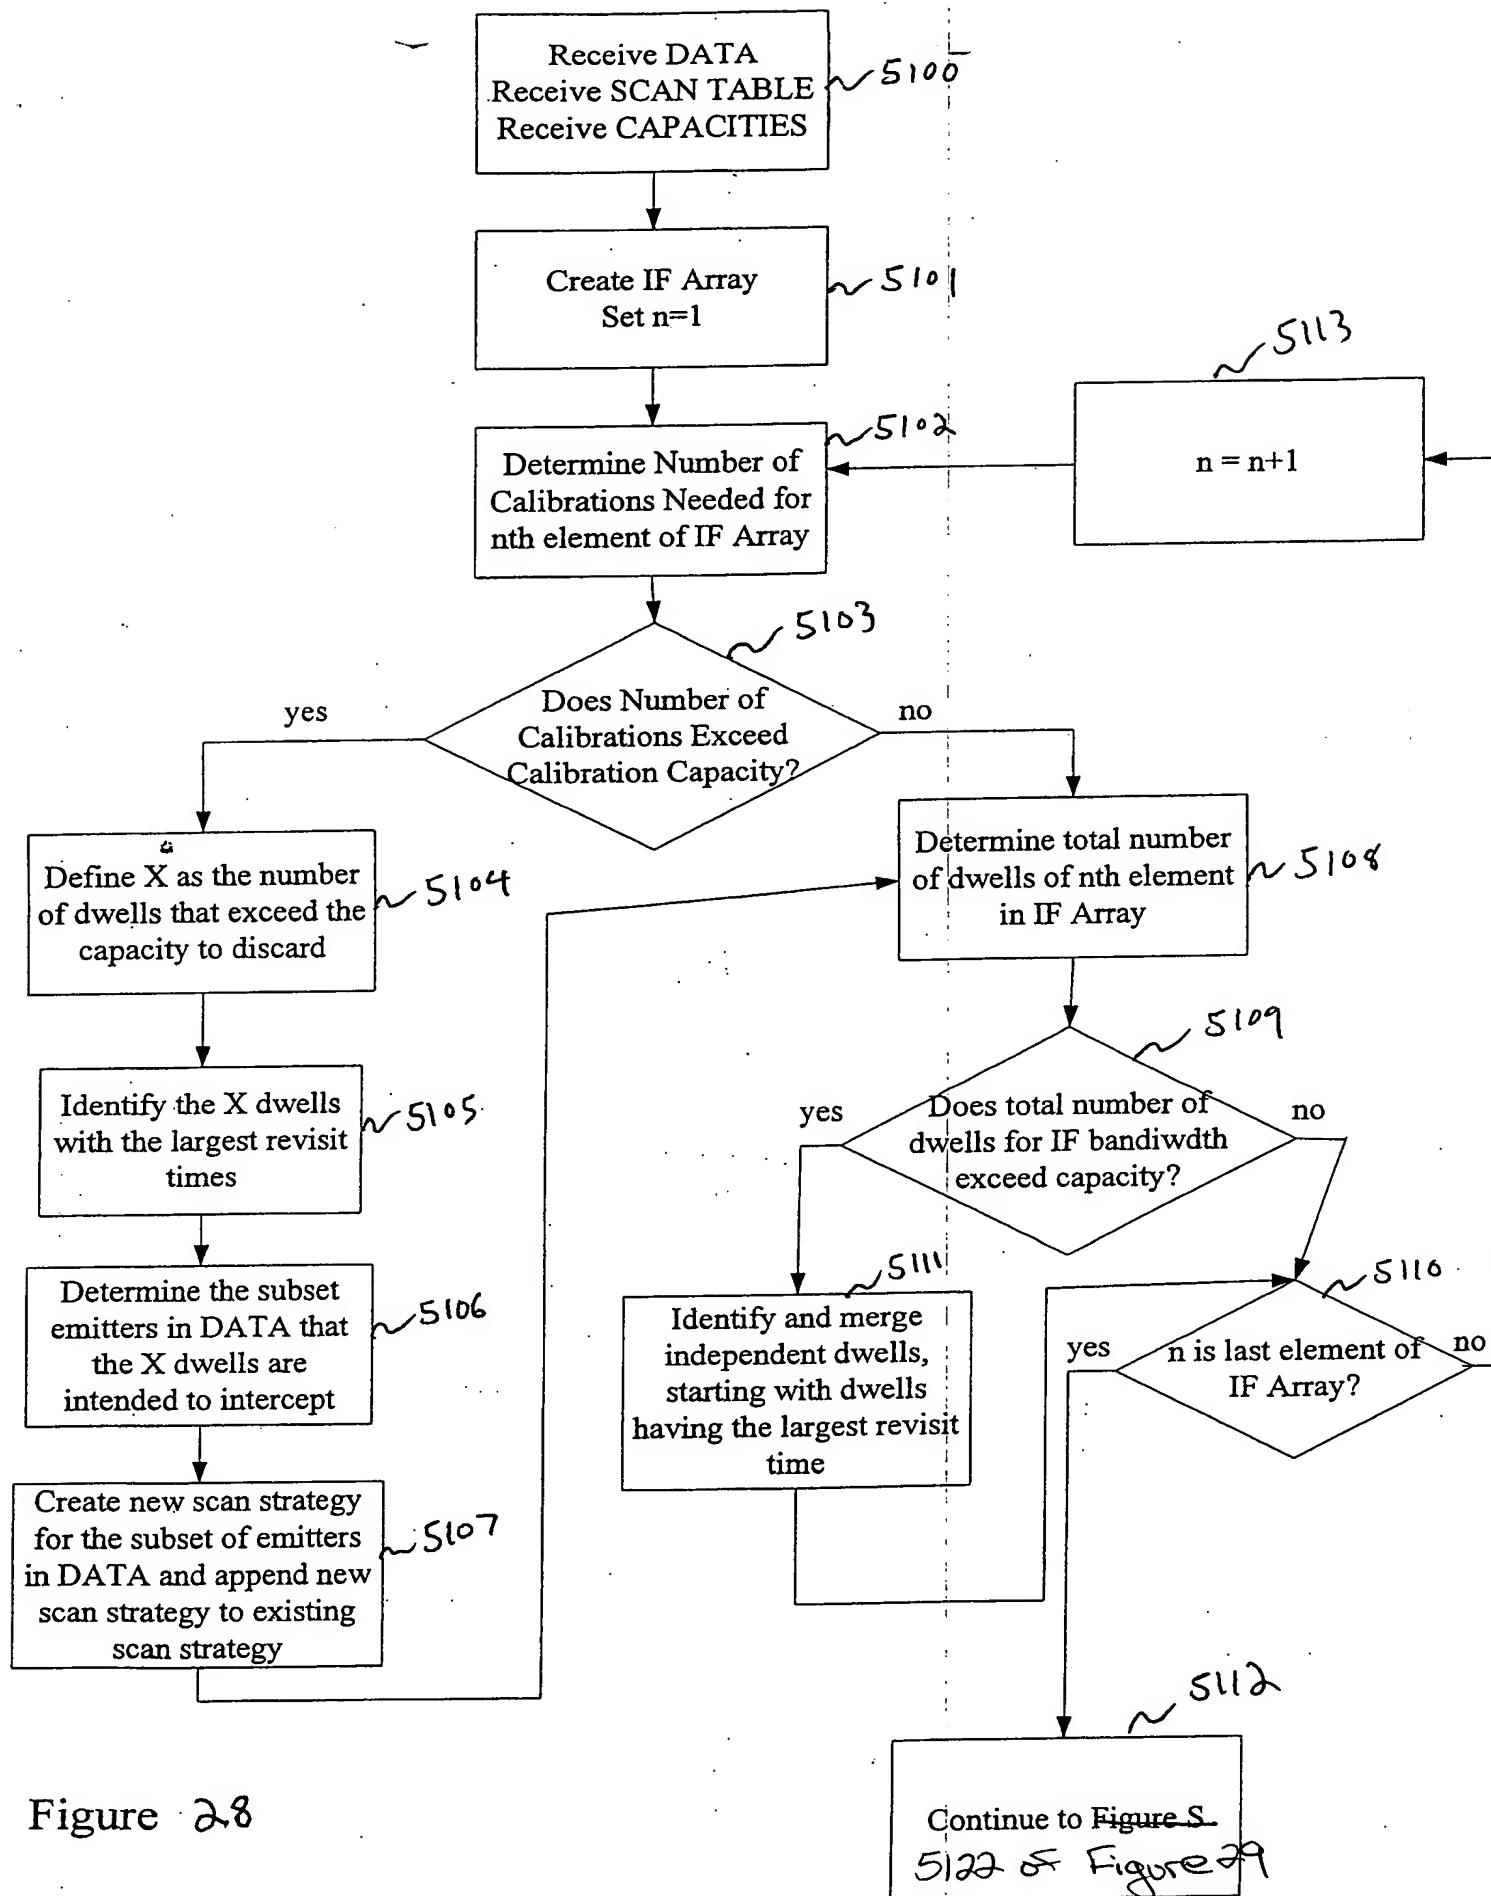 Receive DATA
Receive SCAN TABLE
Receive CAPACITIES
5100
Create IF Array
Set n=1
5101
5113
n = n+1
5102
Determine Number of
Calibrations Needed for
nth element of IF Array
5103
Does Number of
Calibrations Exceed
Calibration Capacity?
yes
no
Define X as the number
of dwells that exceed the
capacity to discard
5104
Determine total number
of dwells of nth element
in IF Array
5108
Identify the X dwells
with the largest revisit
times
5105
5109
Does total number of
dwells for IF bandiwdth
exceed capacity?
yes
no
Determine the subset
emitters in DATA that
the X dwells are
intended to intercept
5106
5111
Identify and merge
independent dwells,
starting with dwells
having the largest revisit
time
5110
n is last element of
IF Array?
yes
no
Create new scan strategy
for the subset of emitters
in DATA and append new
scan strategy to existing
scan strategy
5107
5112
Continue to Figure S
5122 of Figure 29
Figure 28